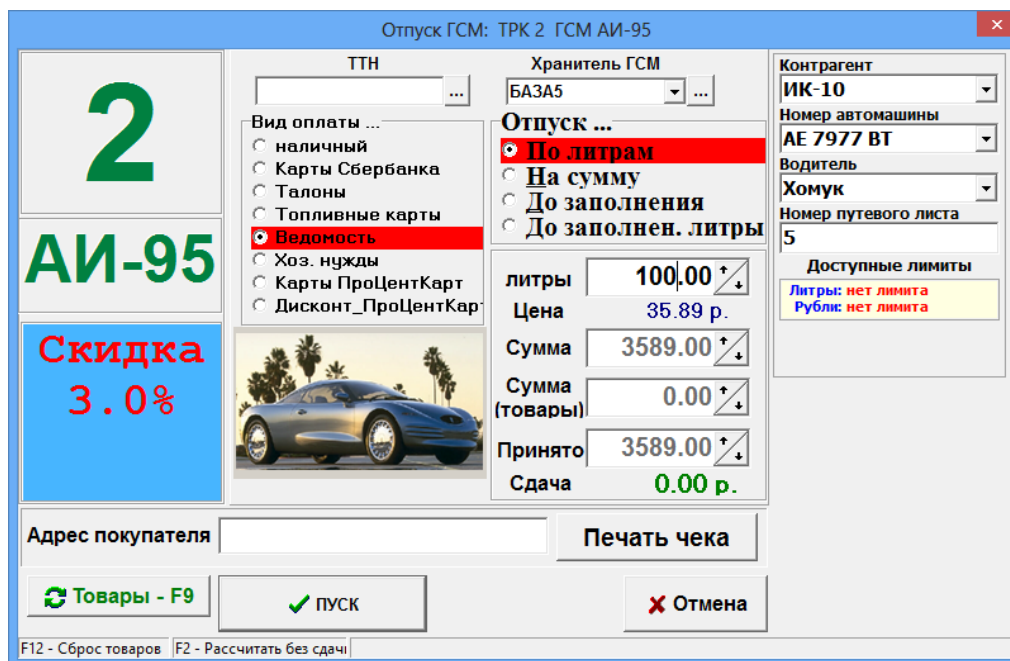 Отпуск ГСМ: ТРК 2 ГСМ АИ-95
2
АИ-95
Скидка
3.0%
ТТН
...
Хранитель ГСМ
БАЗА5
...
Вид оплаты ...
наличный
Карты Сбербанка
Талоны
Топливные карты
Ведомость
Хоз. нужды
Карты ПроЦентКарт
Дисконт_ПроЦентКар
Отпуск ...
По литрам
На сумму
До заполнения
До заполнен. литры
литры 100.00
Цена 35.89 р.
Сумма 3589.00
Сумма
(товары) 0.00
Принято 3589.00
Сдача 0.00 р.
Контрагент
ИК-10
Номер автомашины
АЕ 7977 ВТ
Водитель
Хомук
Номер путевого листа
5
Доступные лимиты
Литры: нет лимита
Рубли: нет лимита
Адрес покупателя
Печать чека
Товары - F9
ПУСК
Отмена
F12 - Сброс товаров F2 - Рассчитать без сдачи